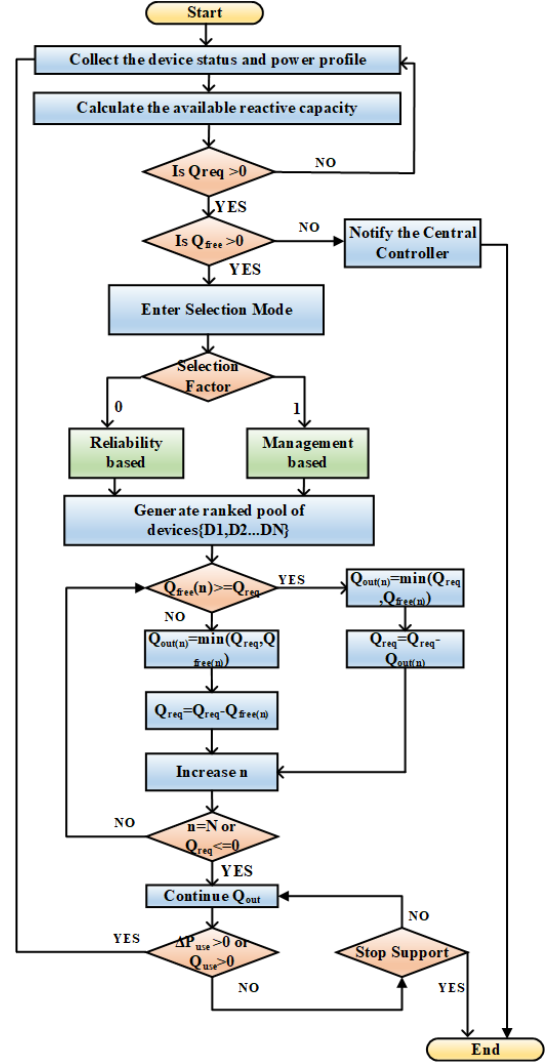 Start
Collect the device status and power profile
Calculate the available reactive capacity
Is Qreq >0
NO
YES
Is Qfree >0
NO
Notify the Central
Controller
YES
Enter Selection Mode
Selection
Factor
0
1
Reliability
based
Management
based
Generate ranked pool of
devices{D1,D2...DN}
Qfree(n)>=Qreq
YES
Qout(n)=min(Qreq
,Qfree(n))
NO
Qout(n)=min(Qreq,Q
free(n))
Qreq=Qreq-
Qout(n)
Qreq=Qreq-Qfree(n)
Increase n
n=N or
Qreq<=0
NO
YES
Continue Qout
ΔPuse >0 or
Quse>0
YES
NO
Stop Support
NO
YES
End